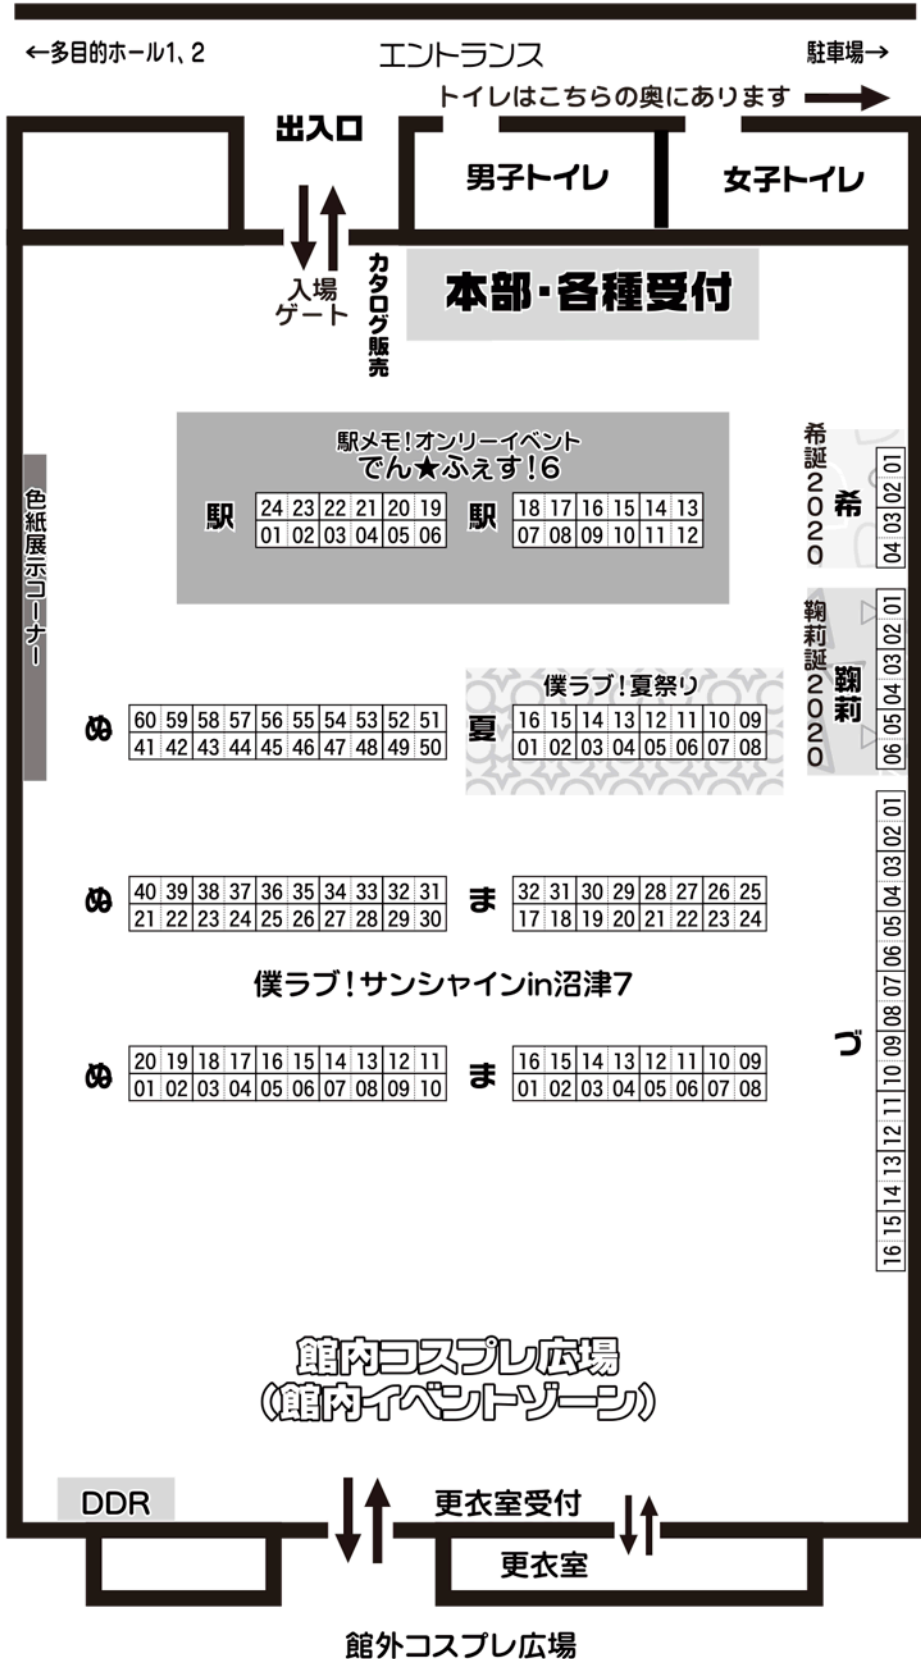 ←多目的ホール1、2
エントランス
駐車場→
トイレはこちらの奥にあります
出入口
男子トイレ
女子トイレ
入場
ゲート
カタログ販売
本部・各種受付
駅メモ!オンリーイベント
でん★ふぇす!6
駅
24 23 22 21 20 19
01 02 03 04 05 06
駅
18 17 16 15 14 13
07 08 09 10 11 12
希誕2020
希
01 02 03 04
色紙展示コーナー
鞠莉誕2020
鞠莉
01 02 03 04 05 06
ぬ
60 59 58 57 56 55 54 53 52 51
41 42 43 44 45 46 47 48 49 50
僕ラブ!夏祭り
夏
16 15 14 13 12 11 10 09
01 02 03 04 05 06 07 08
ぬ
40 39 38 37 36 35 34 33 32 31
21 22 23 24 25 26 27 28 29 30
ま
32 31 30 29 28 27 26 25
17 18 19 20 21 22 23 24
僕ラブ!サンシャインin沼津7
づ
01 02 03 04 05 06 07 08 09 10 11 12 13 14 15 16
ぬ
20 19 18 17 16 15 14 13 12 11
01 02 03 04 05 06 07 08 09 10
ま
16 15 14 13 12 11 10 09
01 02 03 04 05 06 07 08
館内コスプレ広場
(館内イベントゾーン)
DDR
更衣室受付
更衣室
館外コスプレ広場